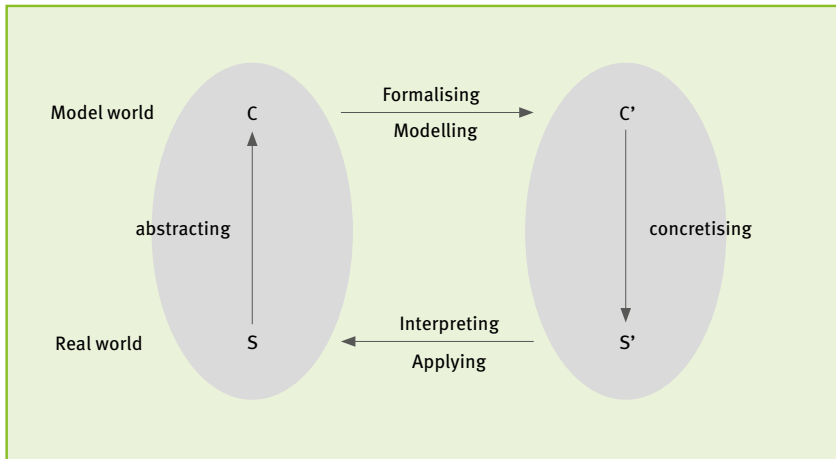 Formalising
Model world C C’
Modelling
abstracting concretising
Interpreting
Real world S S’
Applying